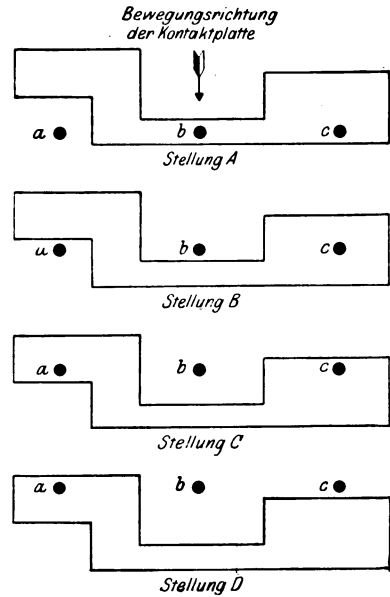 Bewegungsrichtung
der Kontaktplatte
a b c
Stellung A
u b c
Stellung B
a b c
Stellung C
a b c
Stellung D